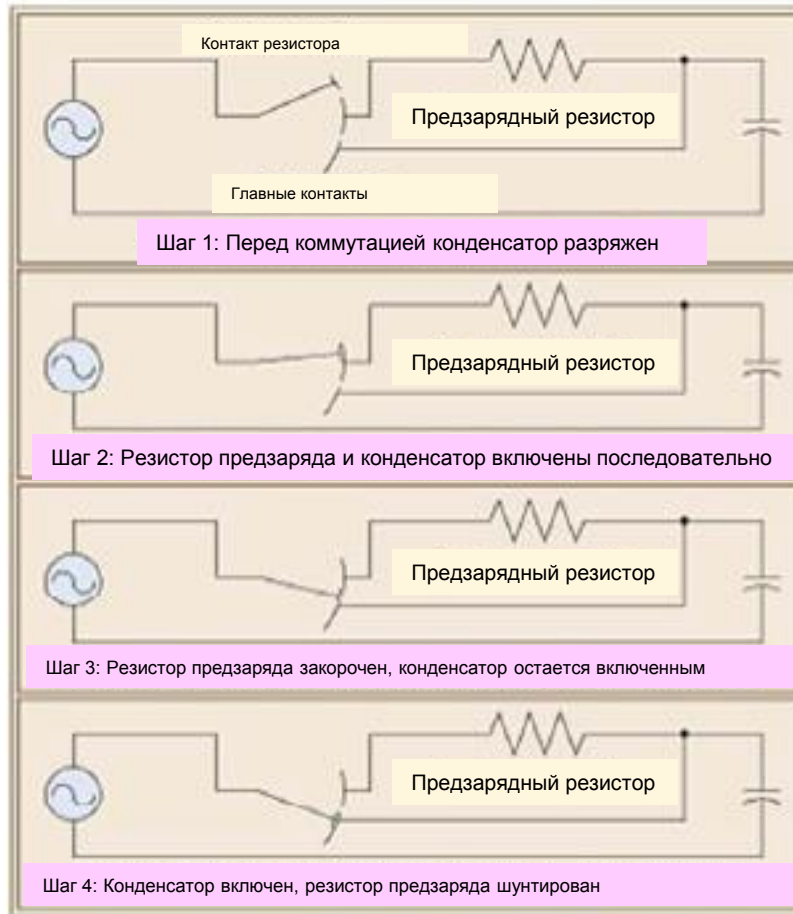 Контакт резистора
Предзарядный резистор
Главные контакты
Шаг 1: Перед коммутацией конденсатор разряжен
Предзарядный резистор
Шаг 2: Резистор предзаряда и конденсатор включены последовательно
Предзарядный резистор
Шаг 3: Резистор предзаряда закорочен, конденсатор остается включенным
Предзарядный резистор
Шаг 4: Конденсатор включен, резистор предзаряда шунтирован